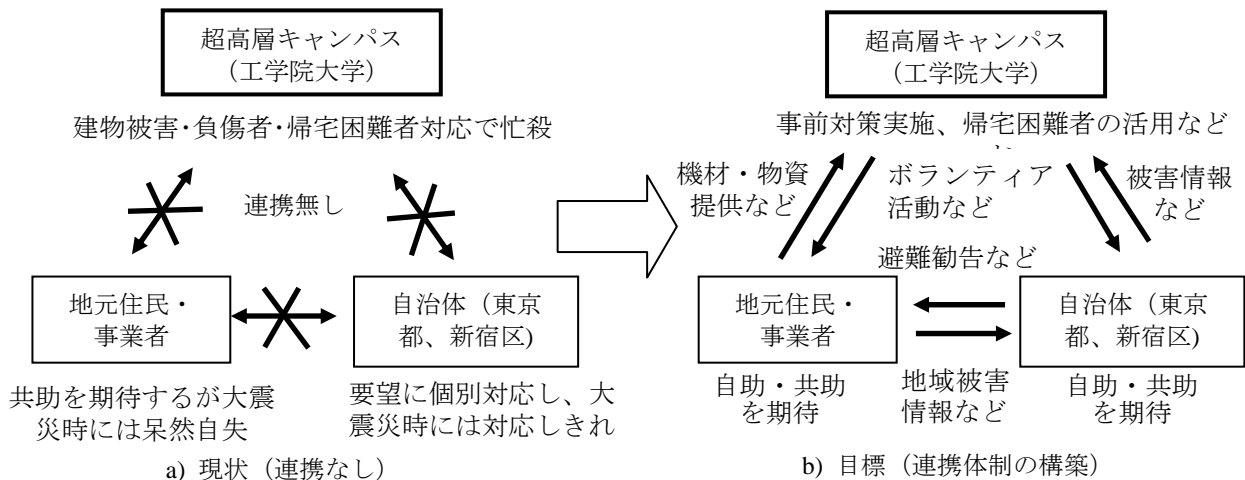 超高層キャンパス
（工学院大学）
建物被害・負傷者・帰宅困難者対応で忙殺
連携無し
地元住民・
事業者
自治体（東京
都、新宿区)
共助を期待するが大震
災時には呆然自失
要望に個別対応し、大
震災時には対応しきれ
a) 現状（連携なし）
超高層キャンパス
（工学院大学）
事前対策実施、帰宅困難者の活用など
機材・物資
提供など
ボランティア
活動など
被害情報
など
避難勧告など
地元住民・
事業者
自治体（東京
都、新宿区)
自助・共助
を期待
地域被害
情報など
自助・共助
を期待
b) 目標（連携体制の構築）